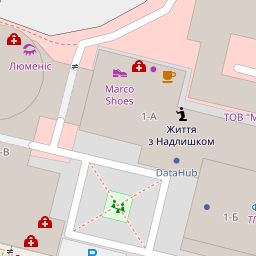 Люменіс
Marco
Shoes
1-А
ТОВ "М
Життя
з Надлишком
-В
DataHub
1-Б
P